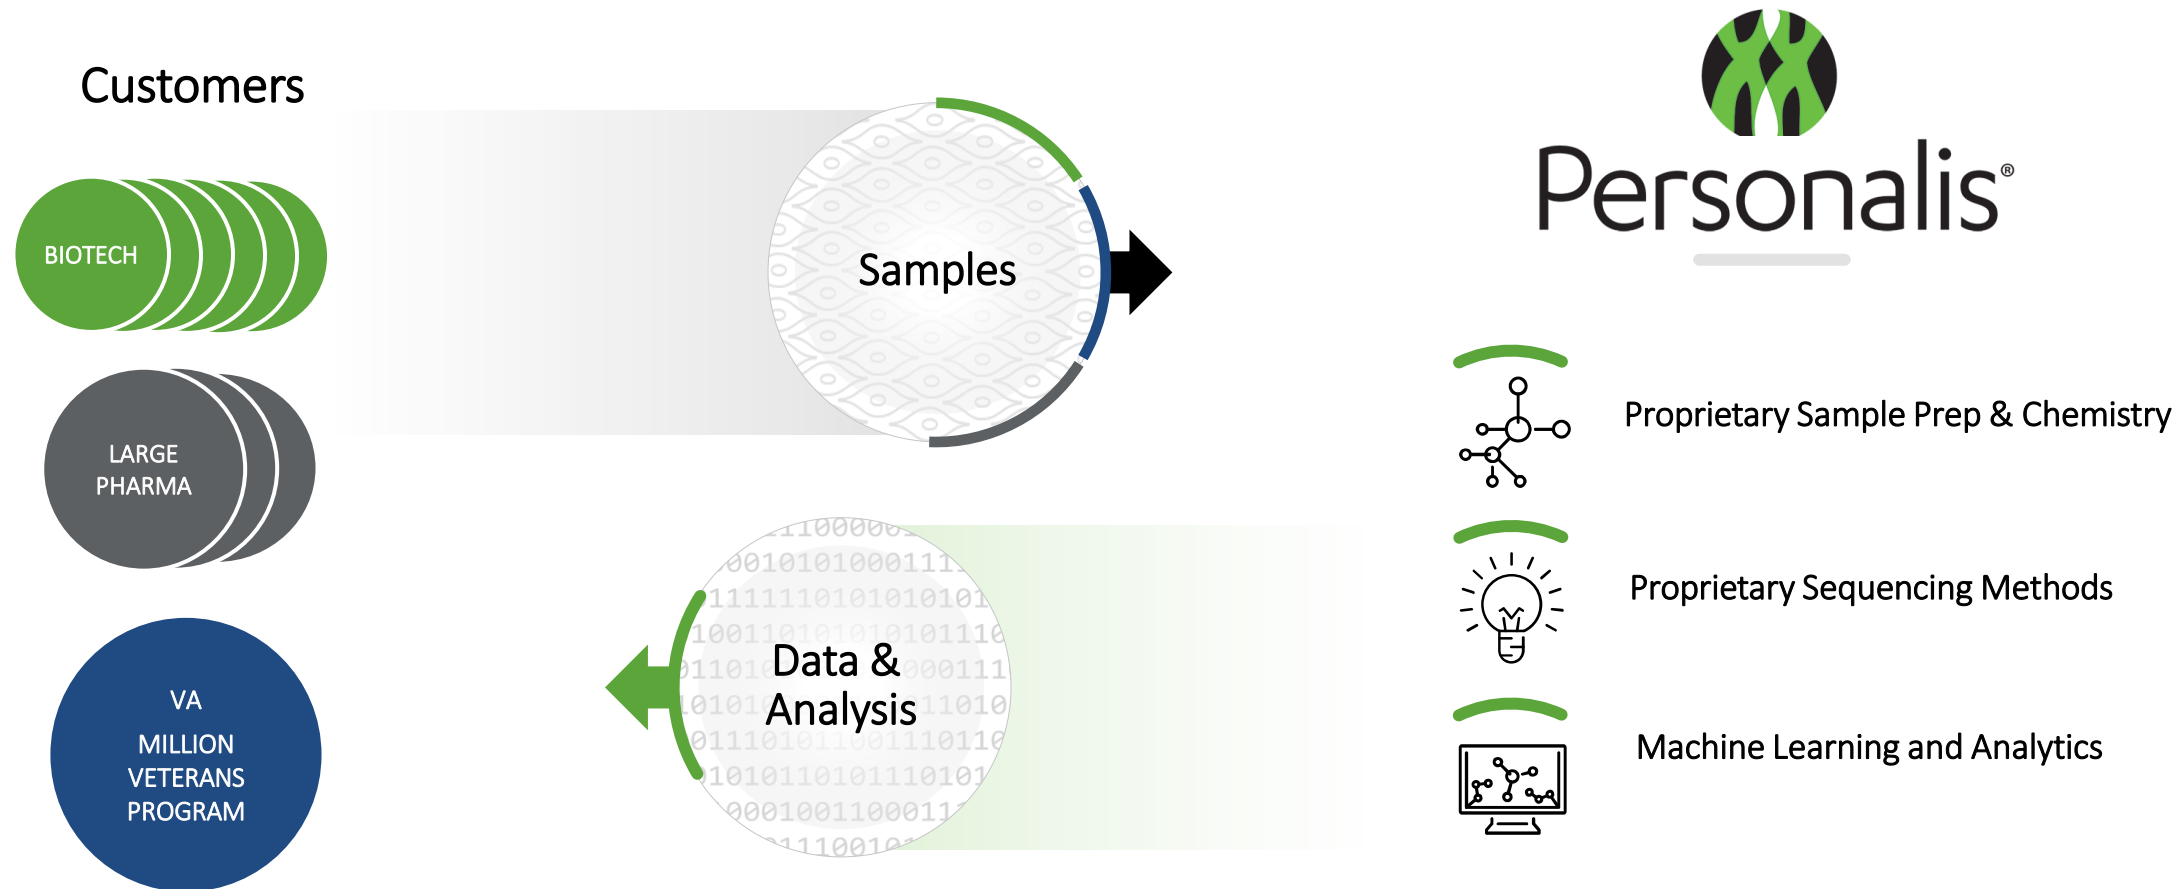 Customers
BIOTECH
LARGE
PHARMA
VA
MILLION
VETERANS
PROGRAM
Samples
Data &
Analysis
Personalis®
Proprietary Sample Prep & Chemistry
Proprietary Sequencing Methods
Machine Learning and Analytics